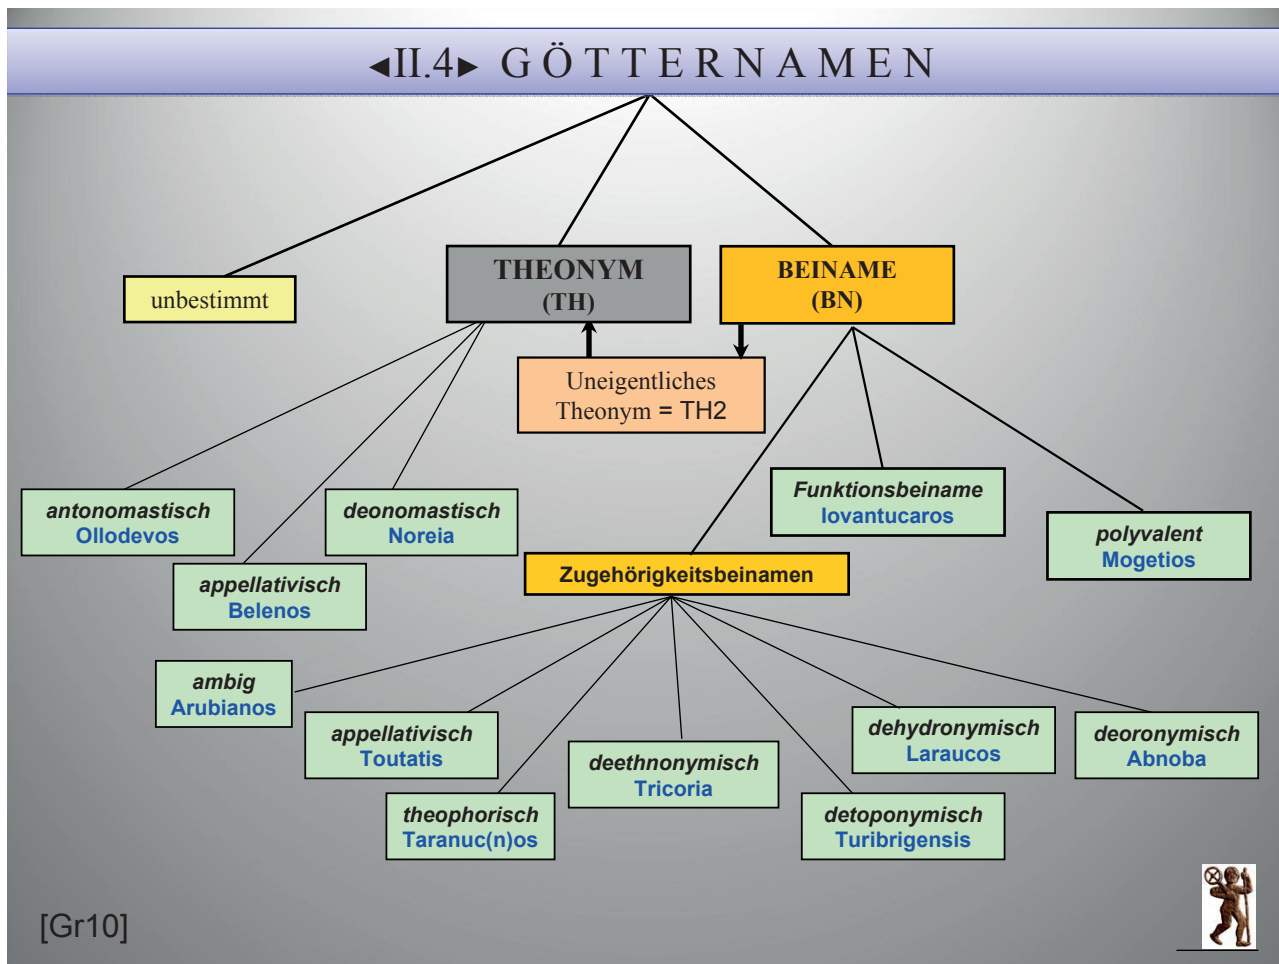 ◄II.4► GÖTTERNAMEN
unbestimmt
THEONYM
(TH)
BEINAME
(BN)
Uneigentliches
Theonym = TH2
antonomastisch
Ollodevos
appellativisch
Belenos
deonomastisch
Noreia
Funktionsbeiname
Iovantucaros
polyvalent
Mogetios
Zugehörigkeitsbeinamen
ambig
Arubianos
appellativisch
Toutatis
theophorisch
Taranuc(n)os
deethnonymisch
Tricoria
detoponymisch
Turibrigensis
dehydronymisch
Laraucos
deoronymisch
Abnoba
[Gr10]